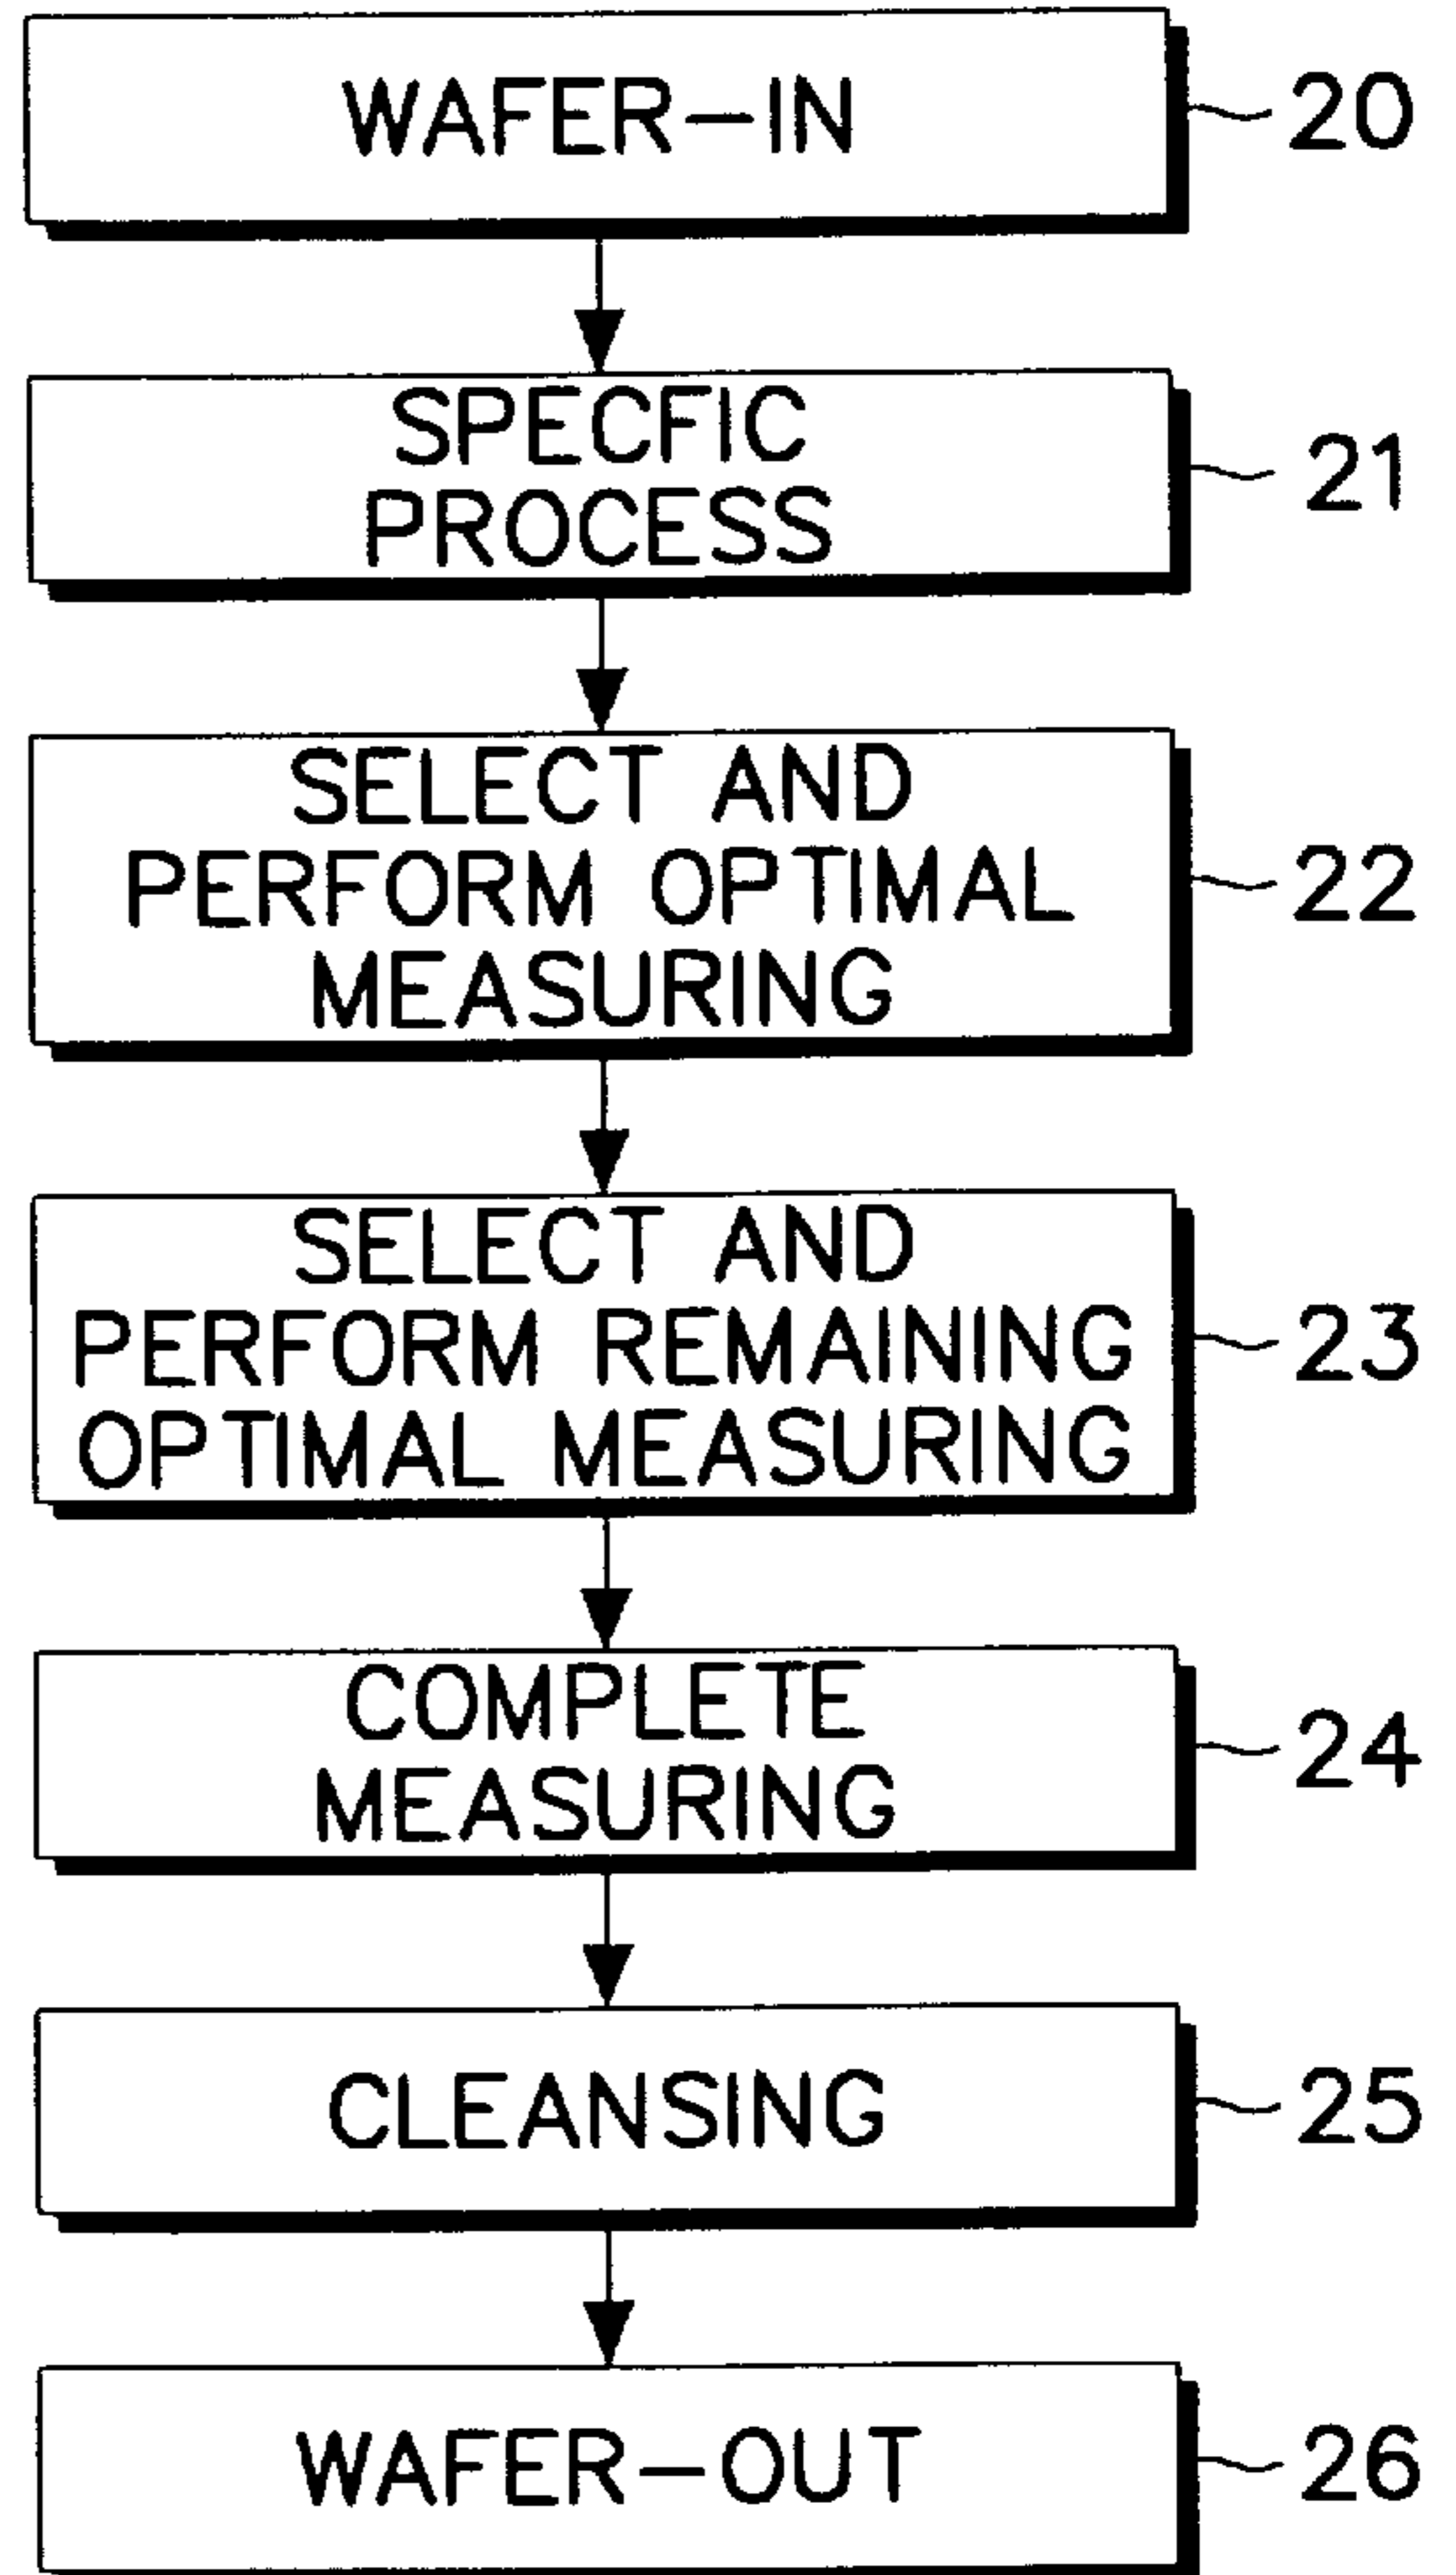 WAFER-IN
20
SPECFIC
PROCESS
21
SELECT AND
PERFORM OPTIMAL
MEASURING
22
SELECT AND
PERFORM REMAINING
OPTIMAL MEASURING
23
COMPLETE
MEASURING
24
CLEANSING
25
WAFER-OUT
26